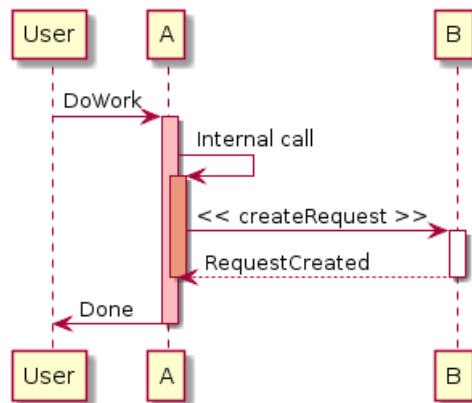 User
A
B
DoWork
Internal call
<< createRequest >>
RequestCreated
Done
User
A
B